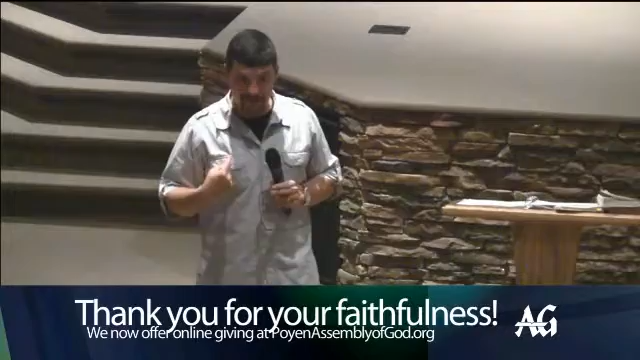 Thank you for your faithfulness!
We now offer online giving at PoyenAssemblyofGod.org
AG